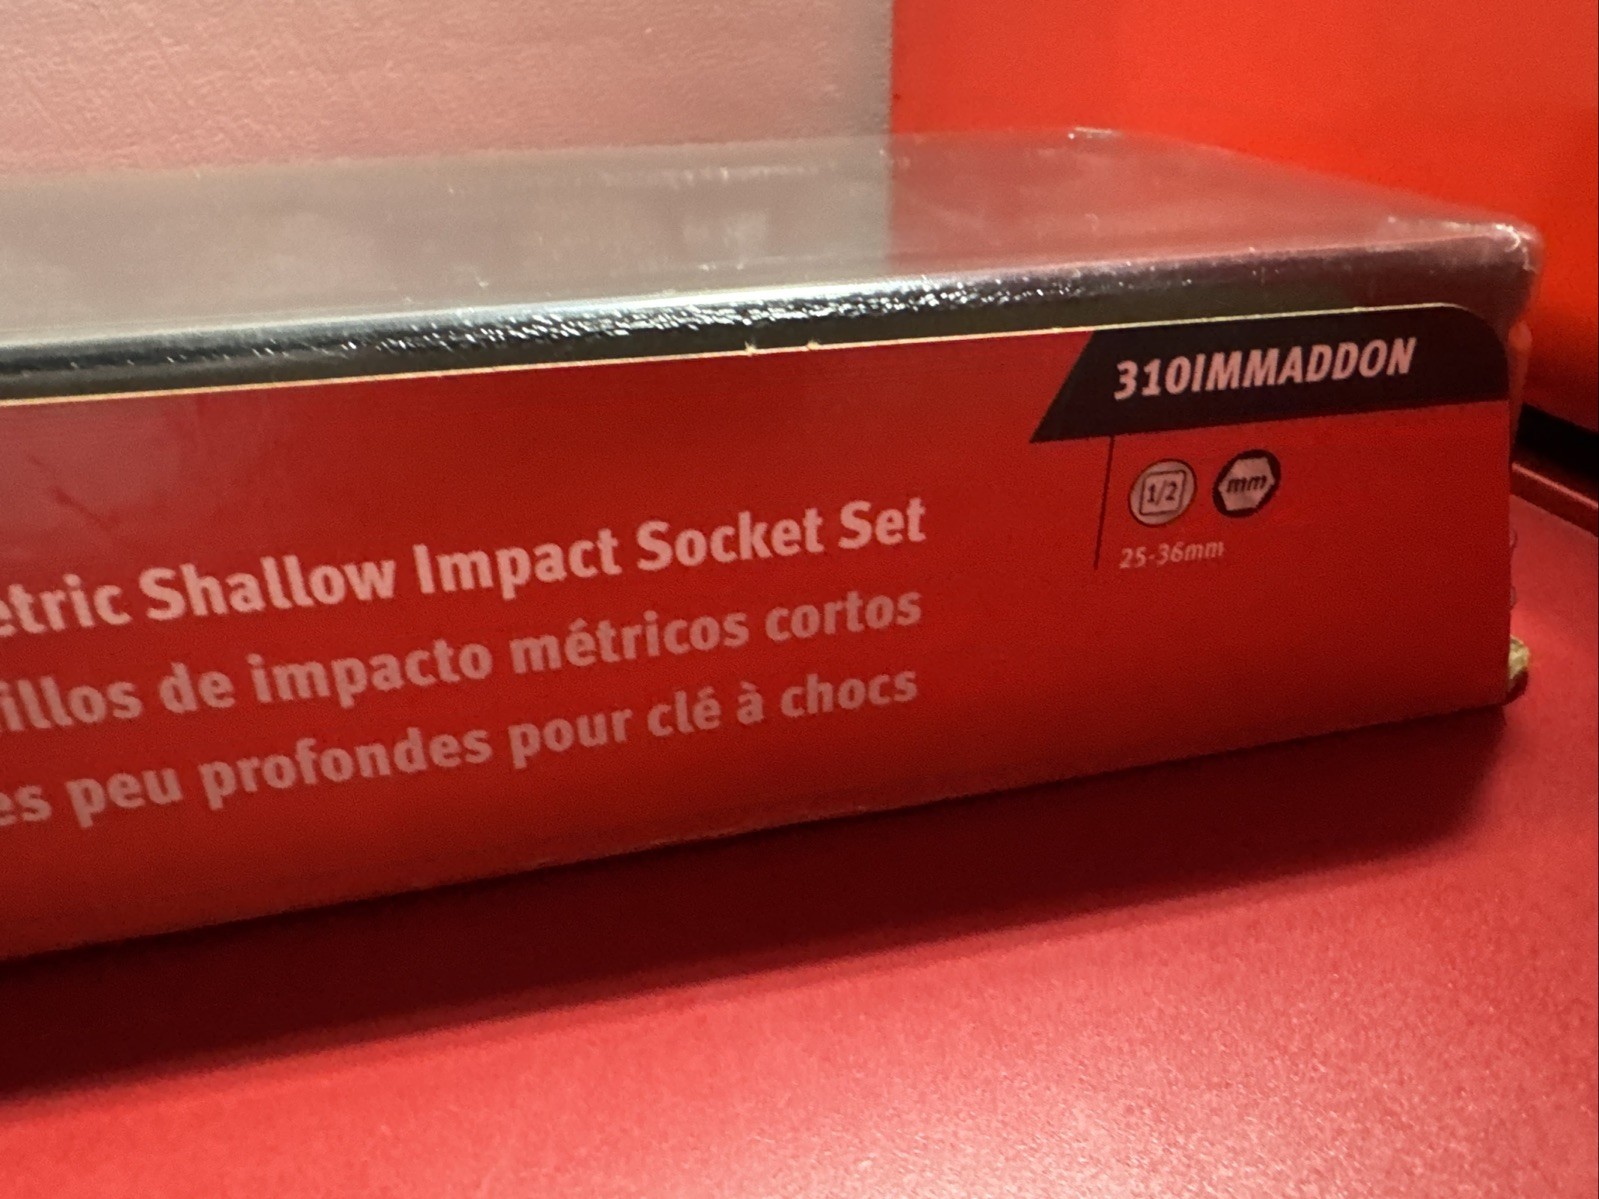 310IMMADDON
1/2 mm
25-36mm
etric Shallow Impact Socket Set
illos de impacto métricos cortos
es peu profondes pour clé à chocs